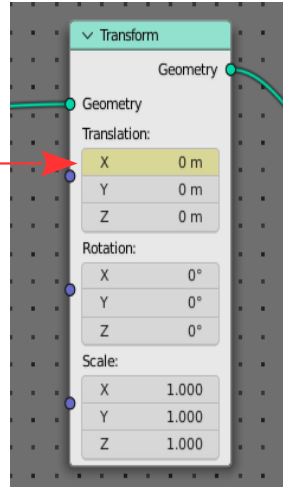 Transform
Geometry
Geometry
Translation:
X 0 m
Y 0 m
Z 0 m
Rotation:
X 0°
Y 0°
Z 0°
Scale:
X 1.000
Y 1.000
Z 1.000